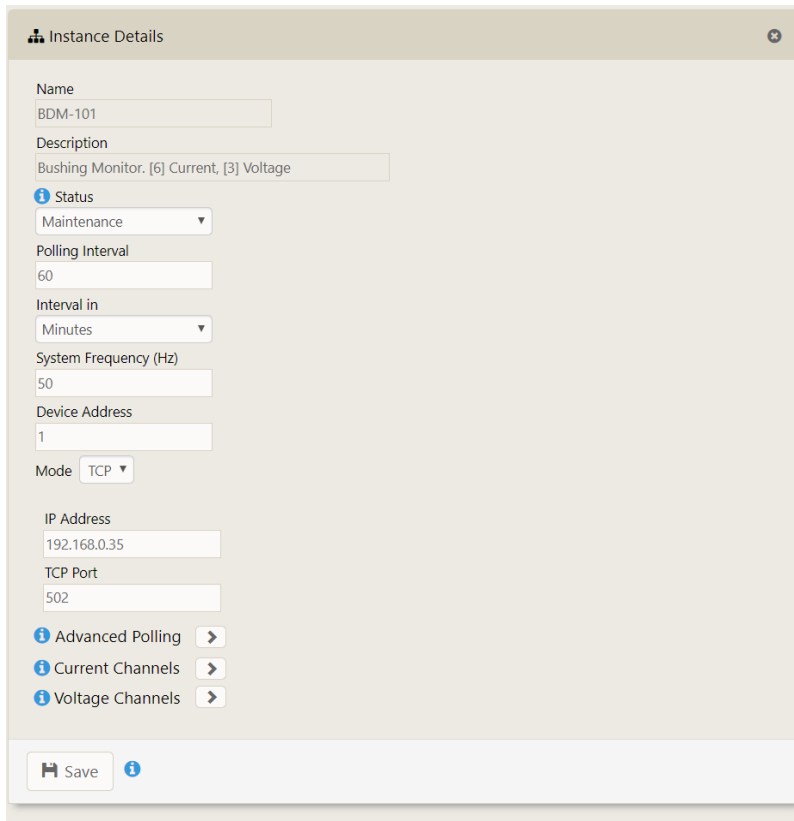 Instance Details
Name
BDM-101
Description
Bushing Monitor. [6] Current, [3] Voltage
Status
Maintenance
Polling Interval
60
Interval in
Minutes
System Frequency (Hz)
50
Device Address
1
Mode TCP
IP Address
192.168.0.35
TCP Port
502
Advanced Polling
Current Channels
Voltage Channels
Save